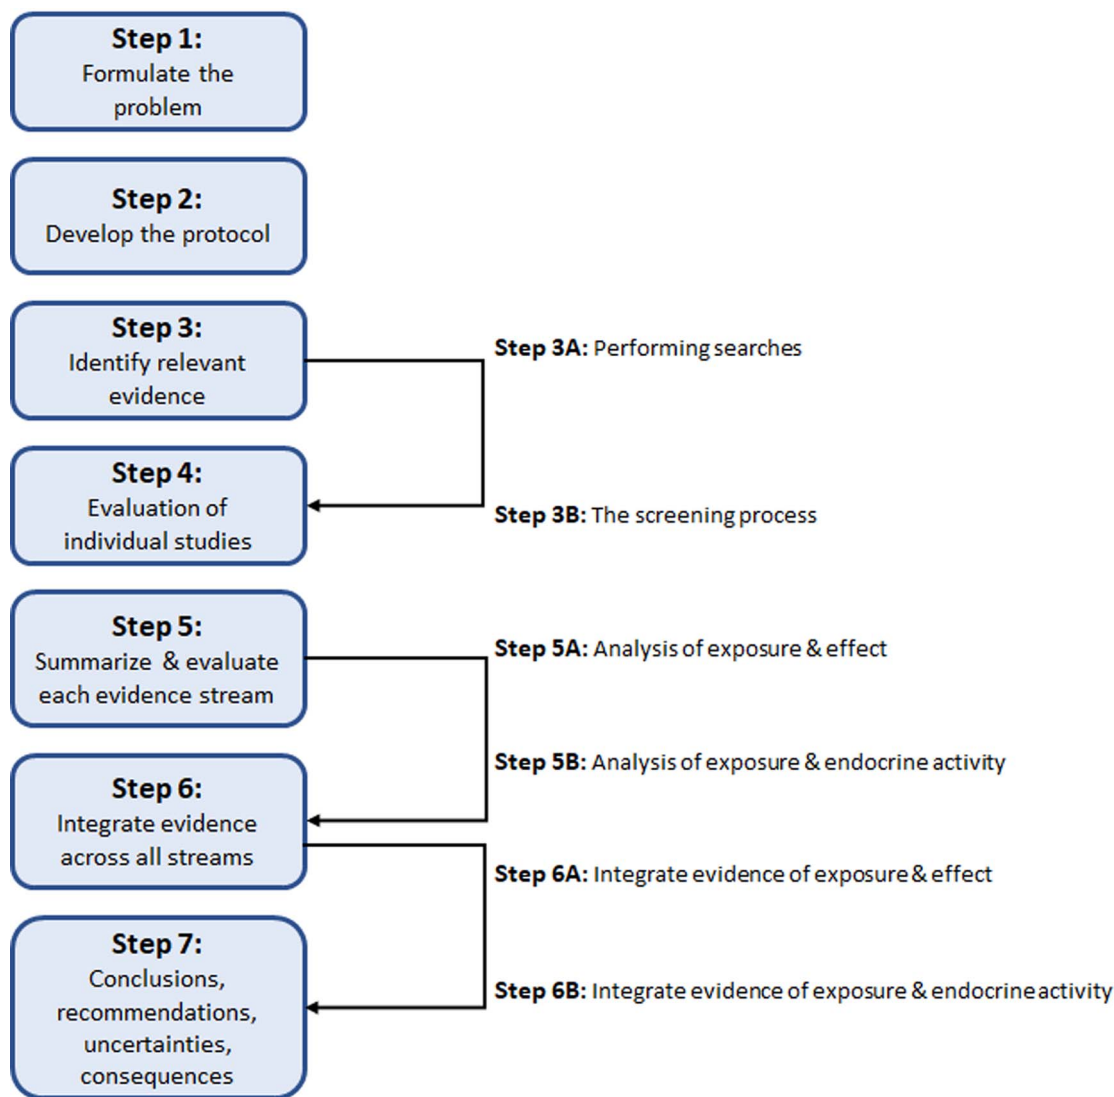 Step 1:
Formulate the
problem
Step 2:
Develop the protocol
Step 3:
Identify relevant
evidence
Step 3A: Performing searches
Step 4:
Evaluation of
individual studies
Step 3B: The screening process
Step 5:
Summarize & evaluate
each evidence stream
Step 5A: Analysis of exposure & effect
Step 5B: Analysis of exposure & endocrine activity
Step 6:
Integrate evidence
across all streams
Step 6A: Integrate evidence of exposure & effect
Step 6B: Integrate evidence of exposure & endocrine activity
Step 7:
Conclusions,
recommendations,
uncertainties,
consequences